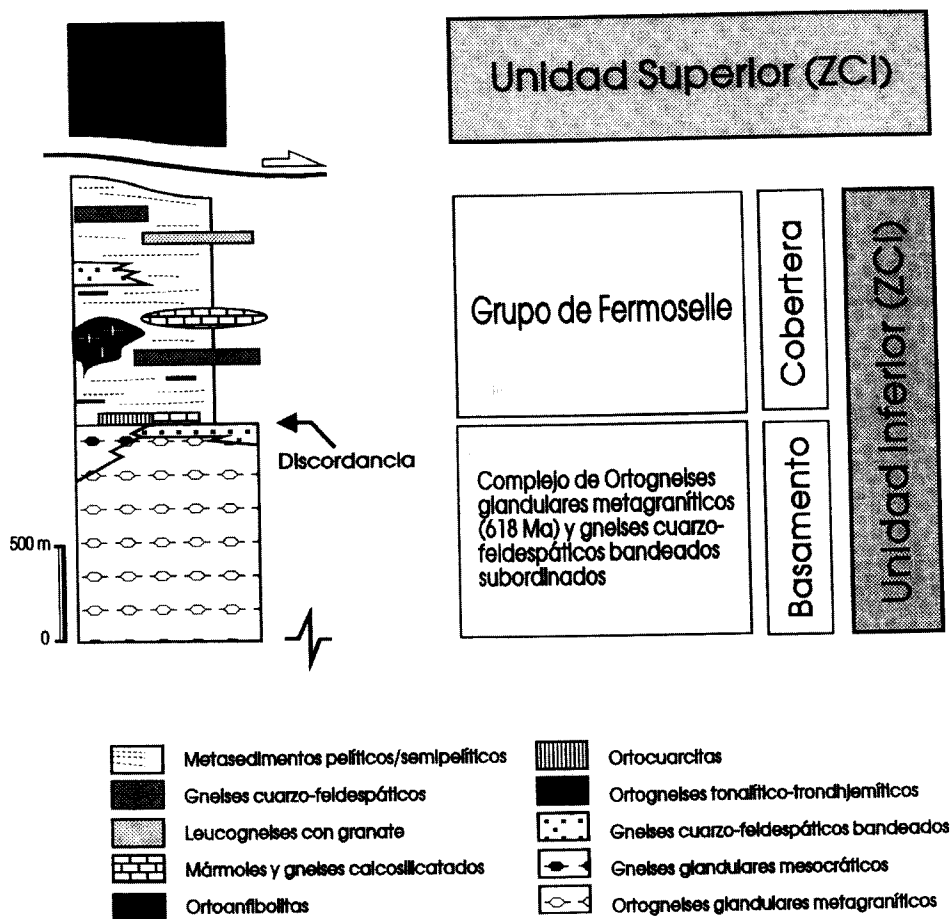 Unidad Superior (ZCI)
Grupo de Fermoselle
Cobertera
Unidad Inferior (ZCI)
Discordancia
Complejo de Ortogneises
glandulares metagraníticos
(618 Ma) y gneises cuarzo-
feldespáticos bandeados
subordinados
Basamento
500 m
0
Metasedimentos pelíticos/semipelíticos
Gneises cuarzo-feldespáticos
Leucogneises con granate
Mármoles y gneises calcosilicatados
Ortoanfibolitas
Ortocuarcitas
Ortogneises tonalítico-trondhjemíticos
Gneises cuarzo-feldespáticos bandeados
Gneises glandulares mesocráticos
Ortogneises glandulares metagraníticos